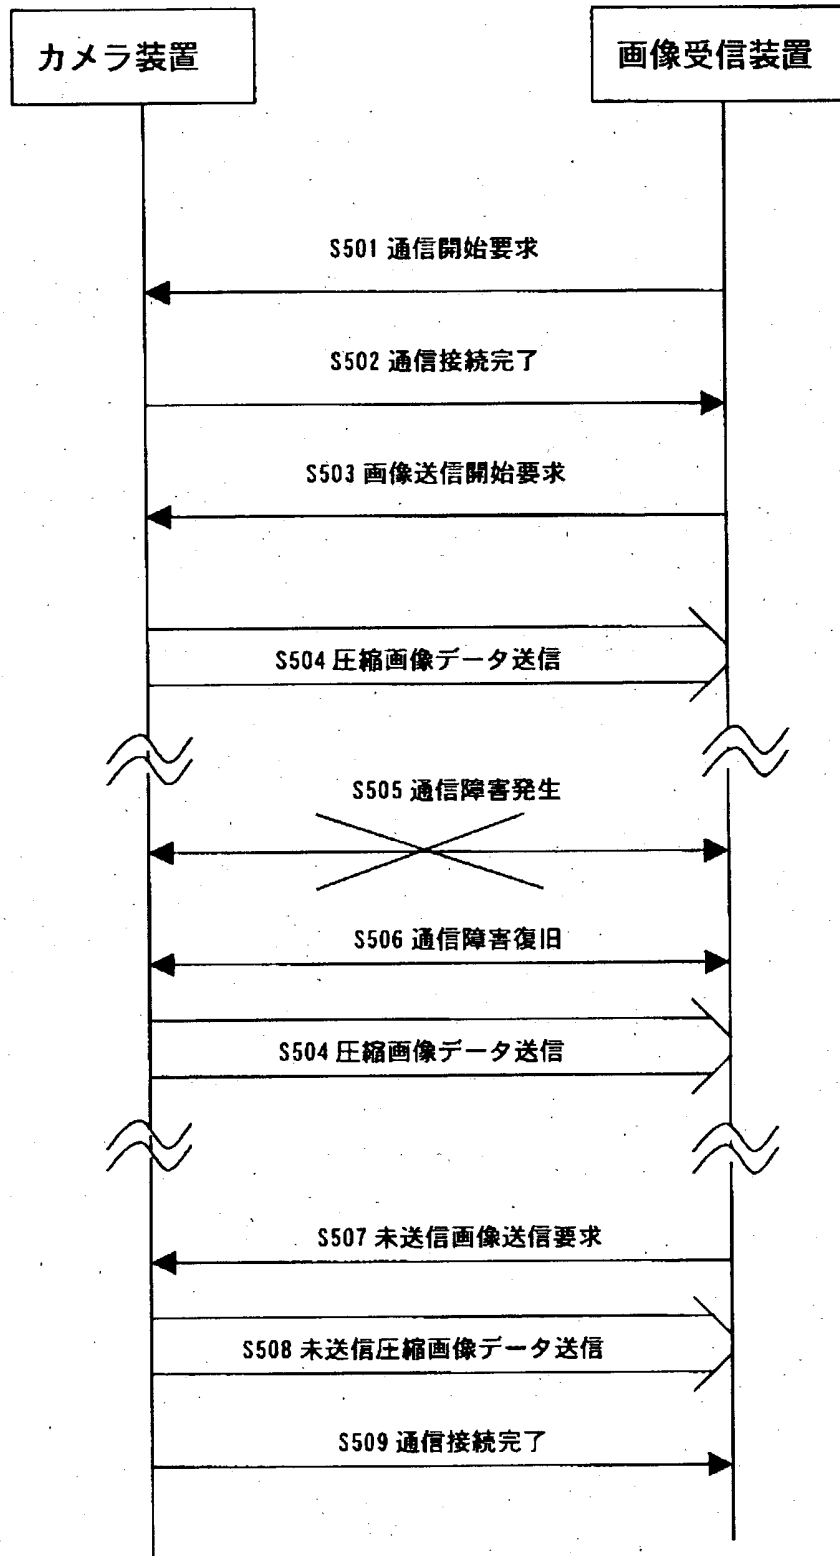 カメラ装置
画像受信装置
S501 通信開始要求
S502 通信接続完了
S503 画像送信開始要求
S504 圧縮画像データ送信
S505 通信障害発生
S506 通信障害復旧
S504 圧縮画像データ送信
S507 未送信画像送信要求
S508 未送信圧縮画像データ送信
S509 通信接続完了